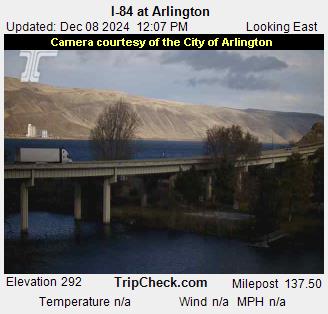 I-84 at Arlington
Updated: Dec 08 2024 12:07 PM Looking East
Camera courtesy of the City of Arlington
Elevation 292 TripCheck.com Milepost 137.50
Temperature n/a Wind n/a MPH n/a